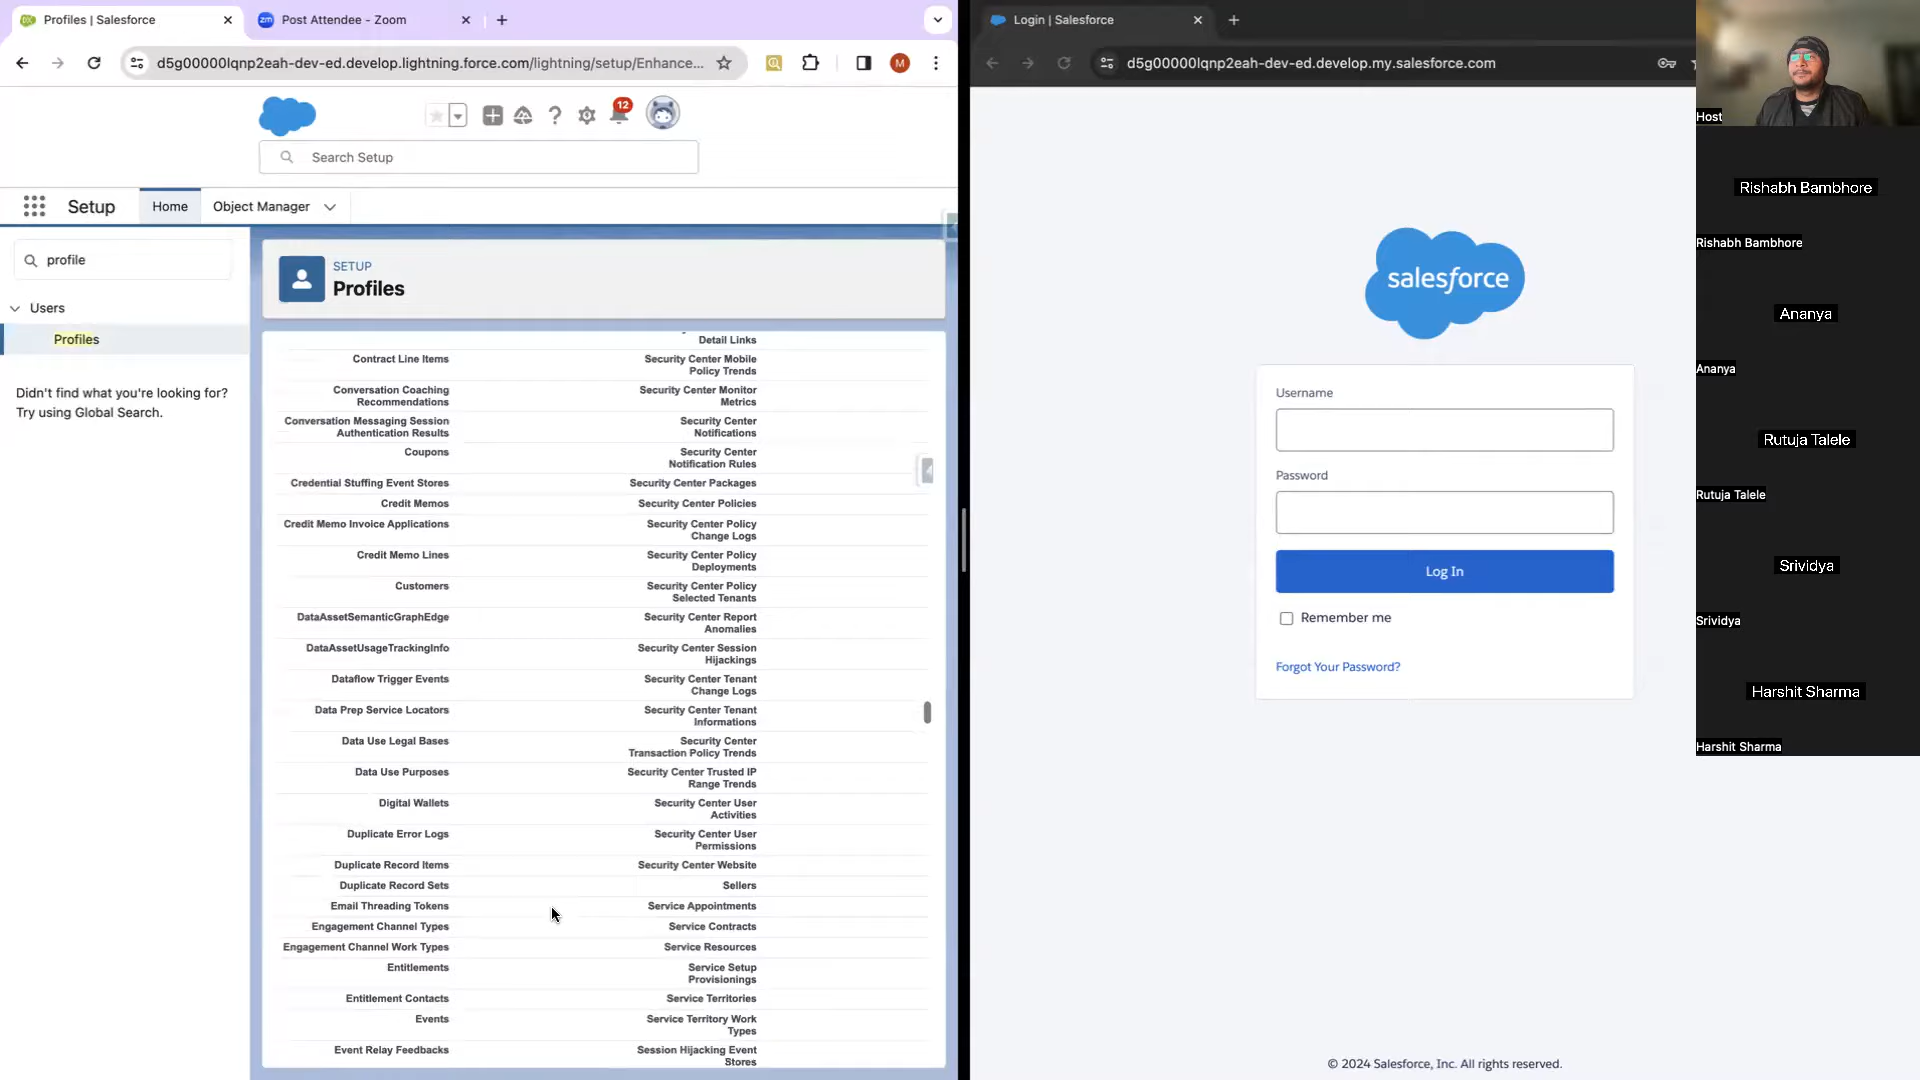 Profiles | Salesforce
zm Post Attendee - Zoom
d5g00000lqnp2eah-dev-ed.develop.lightning.force.com/lightning/setup/Enhance...
M
12
Search Setup
Setup
Home
Object Manager
profile
Users
Profiles
Didn't find what you're looking for?
Try using Global Search.
SETUP
Profiles
Detail Links
Contract Line Items
Security Center Mobile
Policy Trends
Conversation Coaching
Recommendations
Security Center Monitor
Metrics
Conversation Messaging Session
Authentication Results
Security Center
Notifications
Coupons
Security Center
Notification Rules
Credential Stuffing Event Stores
Security Center Packages
Credit Memos
Security Center Policies
Credit Memo Invoice Applications
Security Center Policy
Change Logs
Credit Memo Lines
Security Center Policy
Deployments
Customers
Security Center Policy
Selected Tenants
DataAssetSemanticGraphEdge
Security Center Report
Anomalies
DataAssetUsageTrackingInfo
Security Center Session
Hijackings
Dataflow Trigger Events
Security Center Tenant
Change Logs
Data Prep Service Locators
Security Center Tenant
Informations
Data Use Legal Bases
Security Center
Transaction Policy Trends
Data Use Purposes
Security Center Trusted IP
Range Trends
Digital Wallets
Security Center User
Activities
Duplicate Error Logs
Security Center User
Permissions
Duplicate Record Items
Security Center Website
Duplicate Record Sets
Sellers
Email Threading Tokens
Service Appointments
Engagement Channel Types
Service Contracts
Engagement Channel Work Types
Service Resources
Entitlements
Service Setup
Provisionings
Entitlement Contacts
Service Territories
Events
Service Territory Work
Types
Event Relay Feedbacks
Session Hijacking Event
Stores
Login | Salesforce
d5g00000lqnp2eah-dev-ed.develop.my.salesforce.com
salesforce
Username
Password
Log In
Remember me
Forgot Your Password?
© 2024 Salesforce, Inc. All rights reserved.
Host
Rishabh Bambhore
Rishabh Bambhore
Ananya
Ananya
Rutuja Talele
Rutuja Talele
Srividya
Srividya
Harshit Sharma
Harshit Sharma